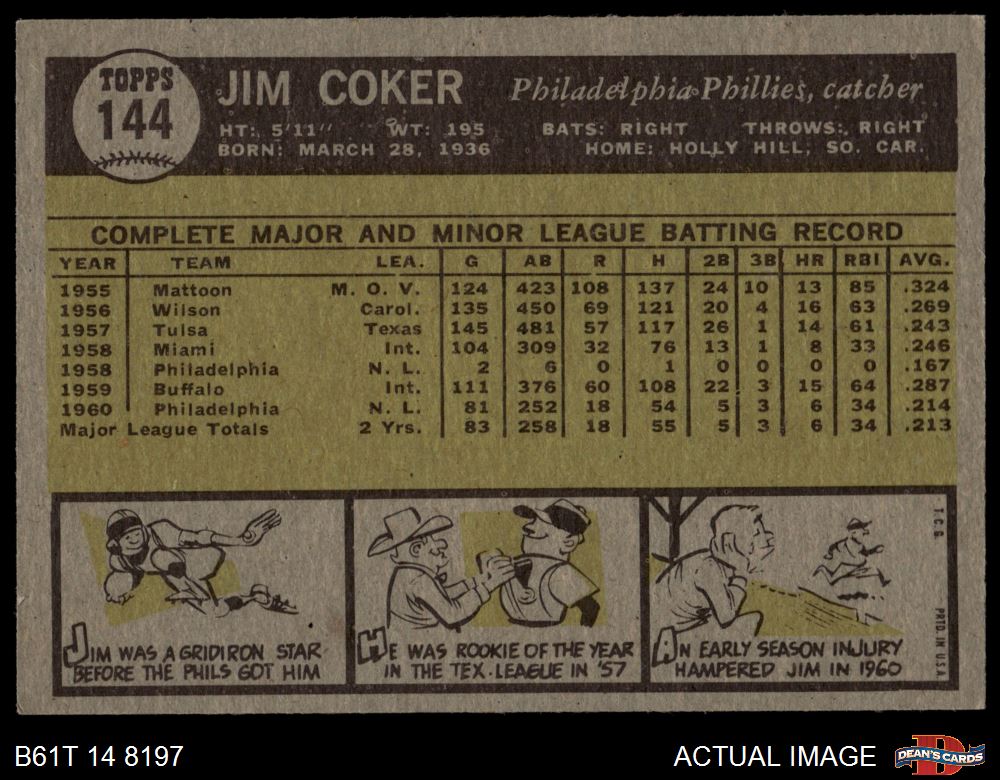 TOPPS
144
JIM COKER Philadelphia Phillies, catcher
HT: 5'11" WT: 195 BATS: RIGHT THROWS: RIGHT
BORN: MARCH 28, 1936 HOME: HOLLY HILL, SO. CAR.
COMPLETE MAJOR AND MINOR LEAGUE BATTING RECORD
YEAR TEAM LEA. G AB R H 2B 3B HR RBI AVG.
1955 Mattoon M. O. V. 124 423 108 137 24 10 13 85 .324
1956 Wilson Carol. 135 450 69 121 20 4 16 63 .269
1957 Tulsa Texas 145 481 57 117 26 1 14 61 .243
1958 Miami Int. 104 309 32 76 13 1 8 33 .246
1958 Philadelphia N. L. 2 6 0 1 0 0 0 0 .167
1959 Buffalo Int. 111 376 60 108 22 3 15 64 .287
1960 Philadelphia N. L. 81 252 18 54 5 3 6 34 .214
Major League Totals 2 Yrs. 83 258 18 55 5 3 6 34 .213
JIM WAS A GRIDIRON STAR
BEFORE THE PHILS GOT HIM
HE WAS ROOKIE OF THE YEAR
IN THE TEX. LEAGUE IN '57
AN EARLY SEASON INJURY
HAMPERED JIM IN 1960
T.C.G.
PRTD. IN U.S.A.
B61T 14 8197
ACTUAL IMAGE
DEAN'S CARDS